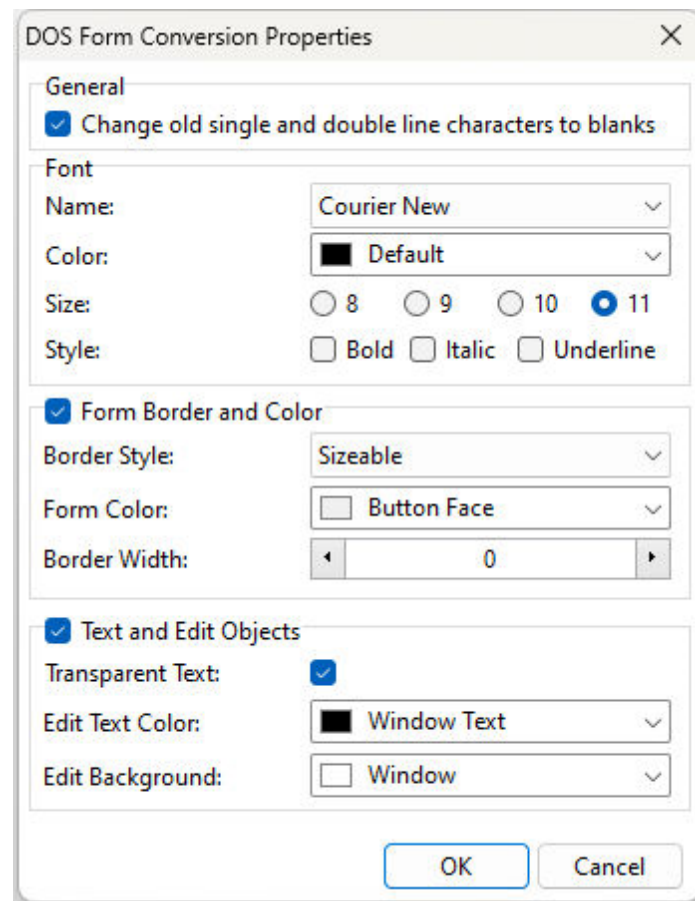 DOS Form Conversion Properties
General
Change old single and double line characters to blanks
Font
Name: Courier New
Color: Default
Size: 8 9 10 11
Style: Bold Italic Underline
Form Border and Color
Border Style: Sizeable
Form Color: Button Face
Border Width: 0
Text and Edit Objects
Transparent Text:
Edit Text Color: Window Text
Edit Background: Window
OK Cancel